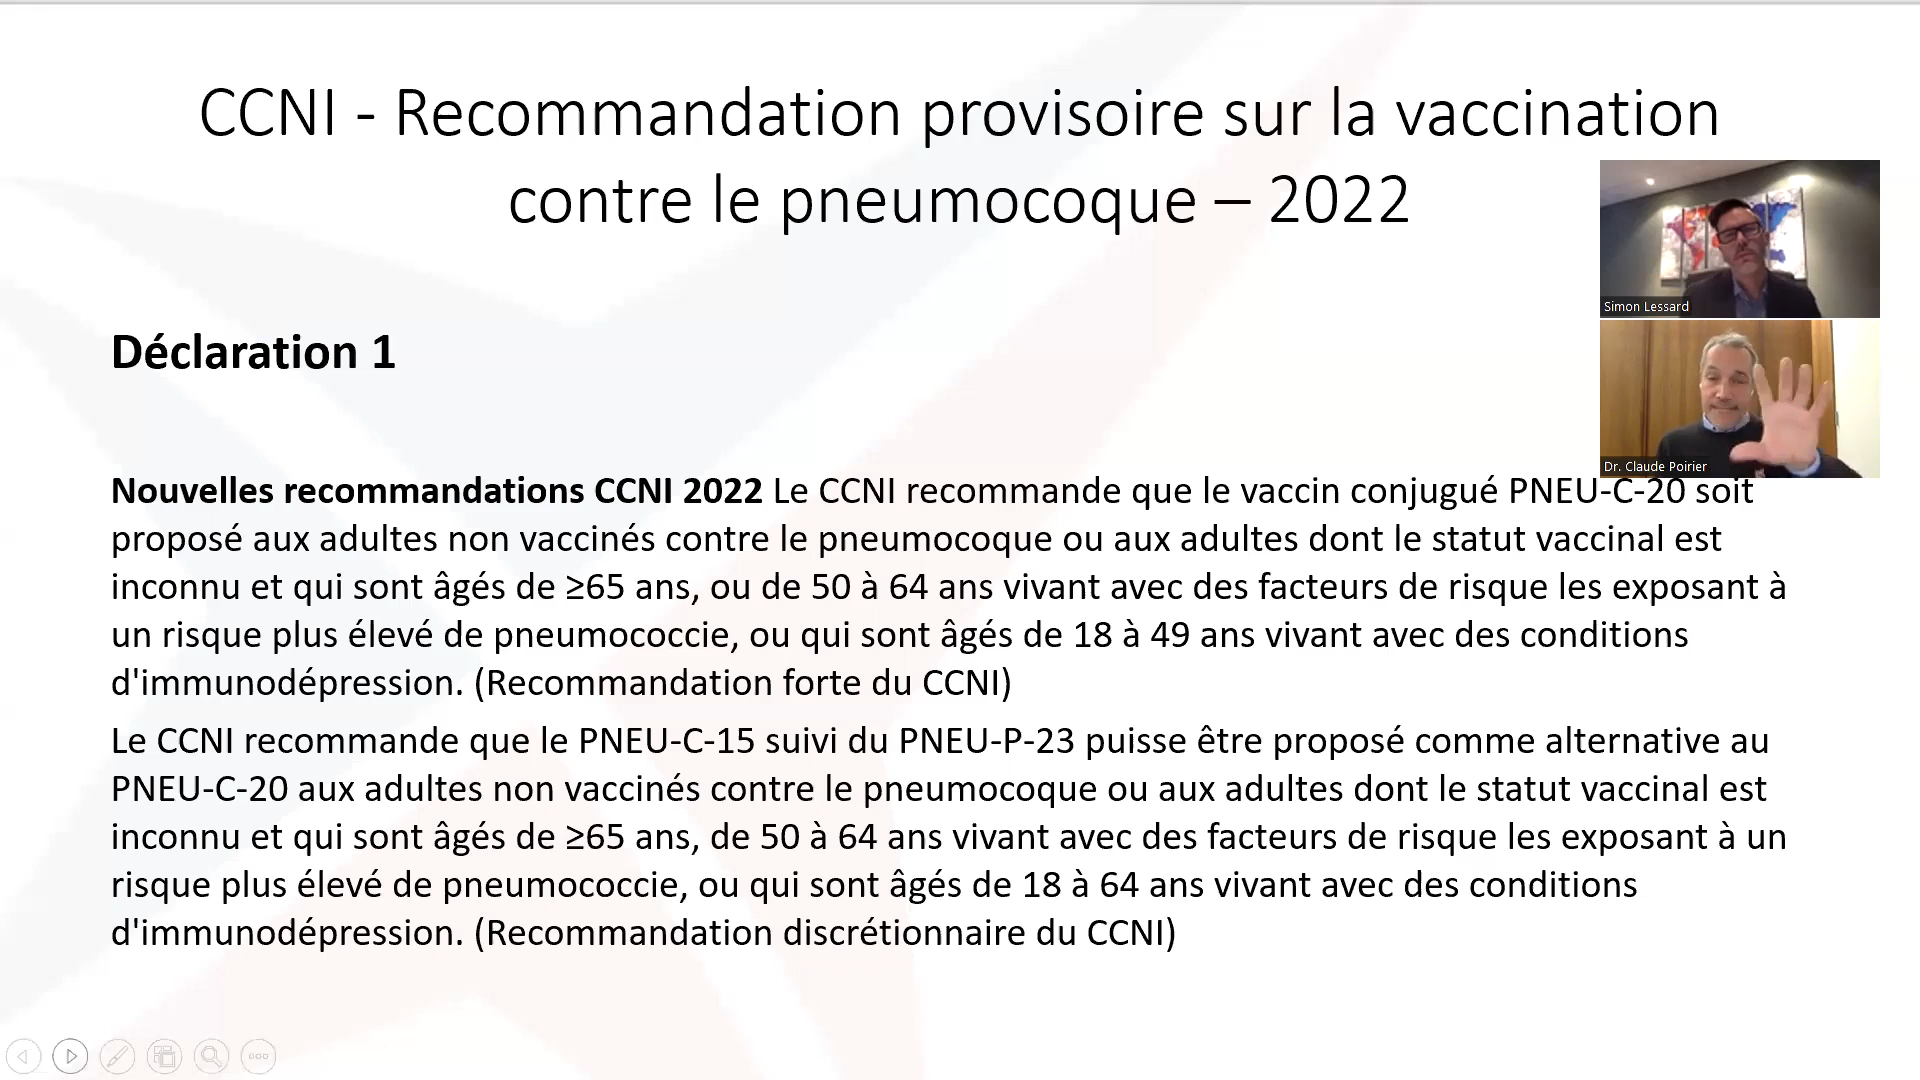 CCNI - Recommandation provisoire sur la vaccination
contre le pneumocoque – 2022
Simon Lessard
Déclaration 1
Dr. Claude Poirier
Nouvelles recommandations CCNI 2022 Le CCNI recommande que le vaccin conjugué PNEU-C-20 soit
proposé aux adultes non vaccinés contre le pneumocoque ou aux adultes dont le statut vaccinal est
inconnu et qui sont âgés de ≥65 ans, ou de 50 à 64 ans vivant avec des facteurs de risque les exposant à
un risque plus élevé de pneumococcie, ou qui sont âgés de 18 à 49 ans vivant avec des conditions
d'immunodépression. (Recommandation forte du CCNI)
Le CCNI recommande que le PNEU-C-15 suivi du PNEU-P-23 puisse être proposé comme alternative au
PNEU-C-20 aux adultes non vaccinés contre le pneumocoque ou aux adultes dont le statut vaccinal est
inconnu et qui sont âgés de ≥65 ans, de 50 à 64 ans vivant avec des facteurs de risque les exposant à un
risque plus élevé de pneumococcie, ou qui sont âgés de 18 à 64 ans vivant avec des conditions
d'immunodépression. (Recommandation discrétionnaire du CCNI)